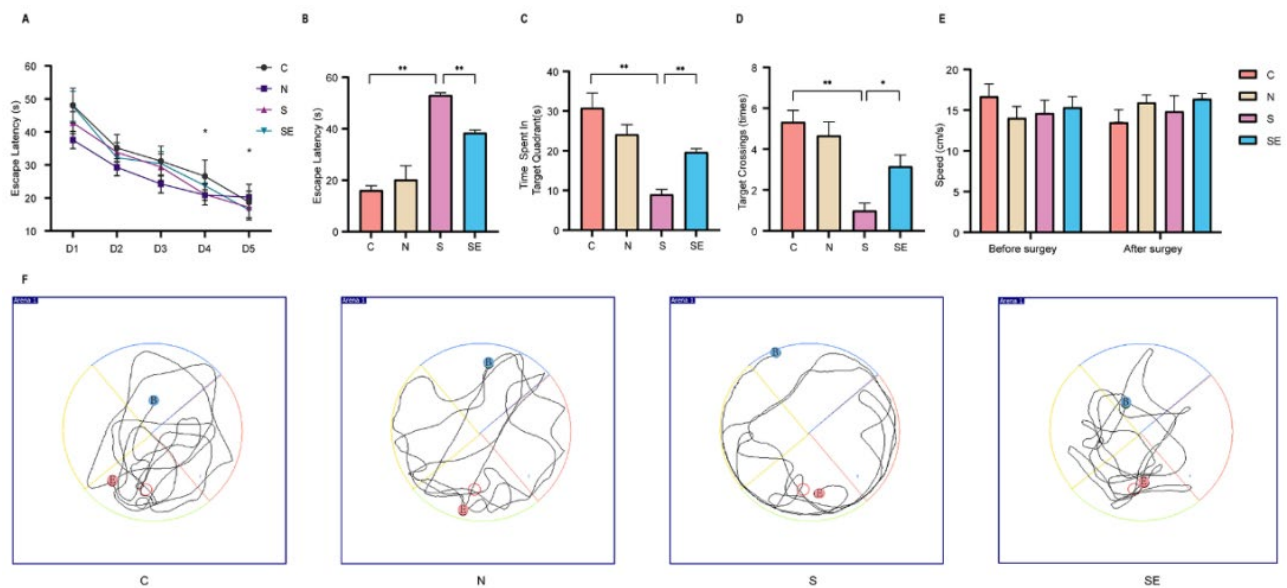 A
B
C
D
E
60
50
40
30
20
10
Escape Latency (s)
D1
D2
D3
D4
D5
*
*
C
N
S
SE
60
40
20
0
Escape Latency (s)
**
**
C
N
S
SE
40
30
20
10
0
Time Spent In
Target Quadrant(s)
**
**
C
N
S
SE
8
6
4
2
0
Target Crossings (times)
**
*
C
N
S
SE
20
15
10
5
0
Speed (cm/s)
Before surgey
After surgey
C
N
S
SE
F
Arena 1
B
B
C
Arena 1
B
B
N
Arena 1
B
B
S
Arena 1
B
B
SE